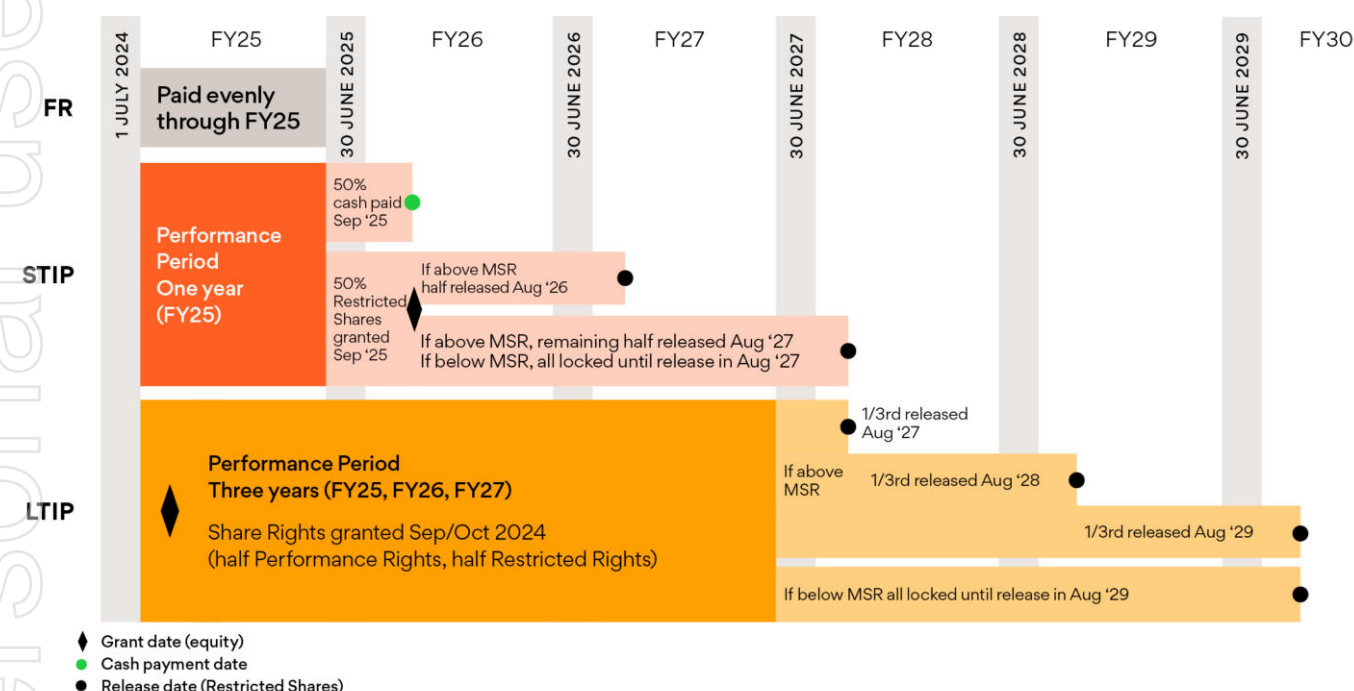 FY25
FY26
FY27
FY28
FY29
FY30
1 JULY 2024
30 JUNE 2025
30 JUNE 2026
30 JUNE 2027
30 JUNE 2028
30 JUNE 2029
FR
Paid evenly
through FY25
STIP
Performance
Period
One year
(FY25)
50%
cash paid
Sep ‘25
50%
Restricted
Shares
granted
Sep ‘25
If above MSR
half released Aug ‘26
If above MSR, remaining half released Aug ‘27
If below MSR, all locked until release in Aug ‘27
LTIP
Performance Period
Three years (FY25, FY26, FY27)
Share Rights granted Sep/Oct 2024
(half Performance Rights, half Restricted Rights)
1/3rd released
Aug ‘27
If above
MSR
1/3rd released Aug ‘28
1/3rd released Aug ‘29
If below MSR all locked until release in Aug ‘29
Grant date (equity)
Cash payment date
Release date (Restricted Shares)